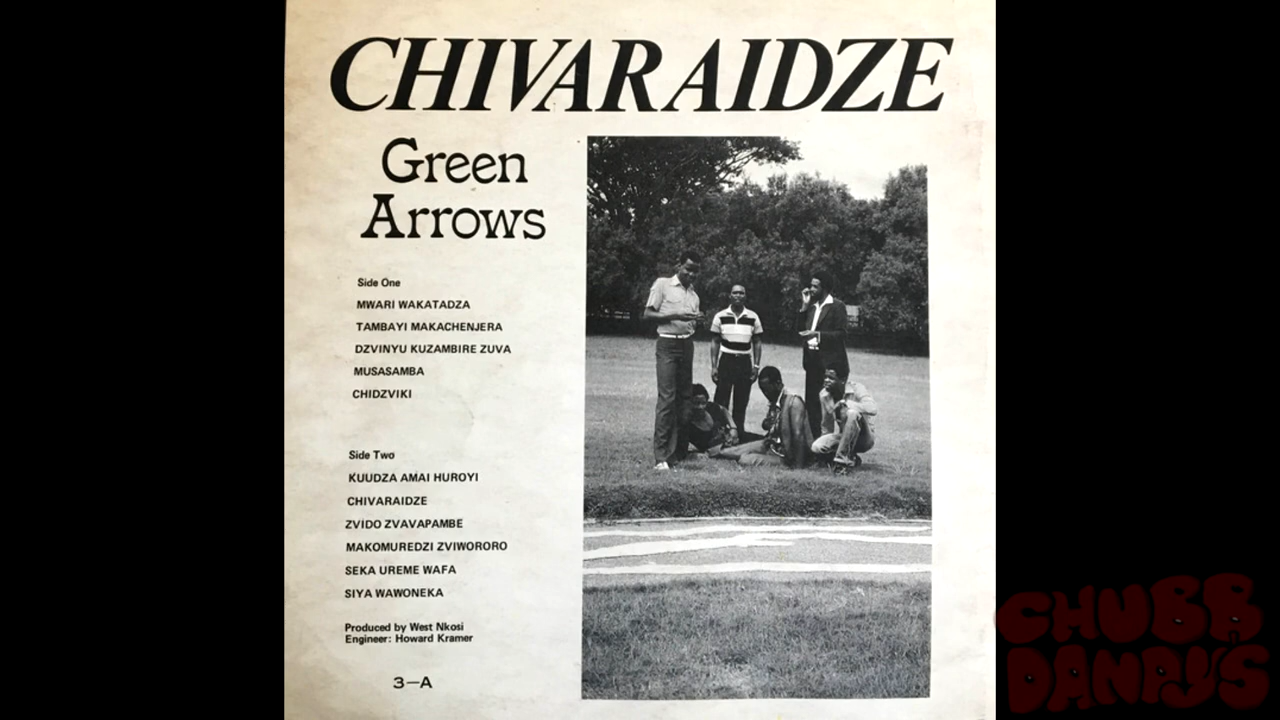 CHIVARAIDZE
Green
Arrows
Side One
MWARI WAKATADZA
TAMBAYI MAKACHENJERA
DZVINYU KUZAMBIRE ZUVA
MUSASAMBA
CHIDZVIKI
Side Two
KUUDZA AMAI HUROYI
CHIVARAIDZE
ZVIDO ZVAVAPAMBE
MAKOMUREDZI ZVIWORORO
SEKA UREME WAFA
SIYA WAWONEKA
Produced by West Nkosi
Engineer: Howard Kramer
3—A
CHUBB
DANPY'S